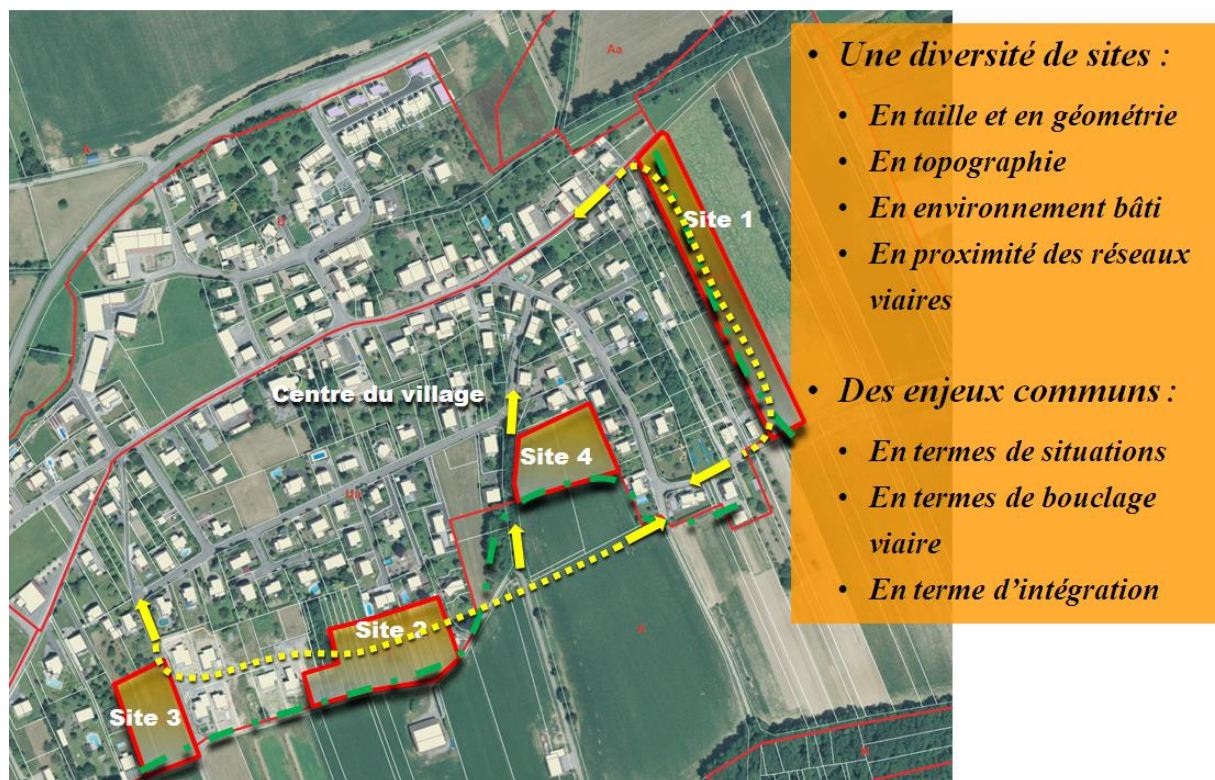 Aa
A
U
Site 1
Centre du village
Site 4
Ua
A
Site 2
Site 3
• Une diversité de sites :
• En taille et en géométrie
• En topographie
• En environnement bâti
• En proximité des réseaux
viaires
• Des enjeux communs :
• En termes de situations
• En termes de bouclage
viaire
• En terme d’intégration